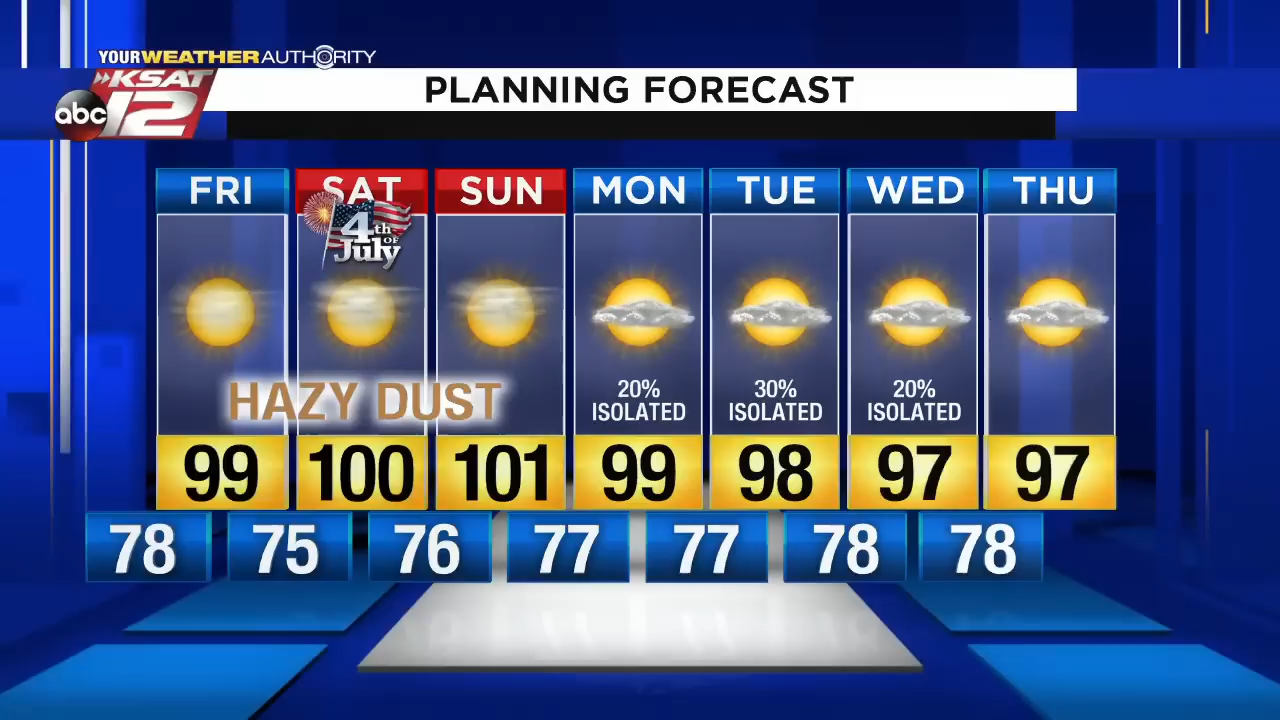 YOURWEATHERAUTHORITY
KSAT
abc 12
PLANNING FORECAST
FRI SAT SUN MON TUE WED THU
4th
OF
July
HAZY DUST
20% 30% 20%
ISOLATED ISOLATED ISOLATED
99 100 101 99 98 97 97
78 75 76 77 77 78 78